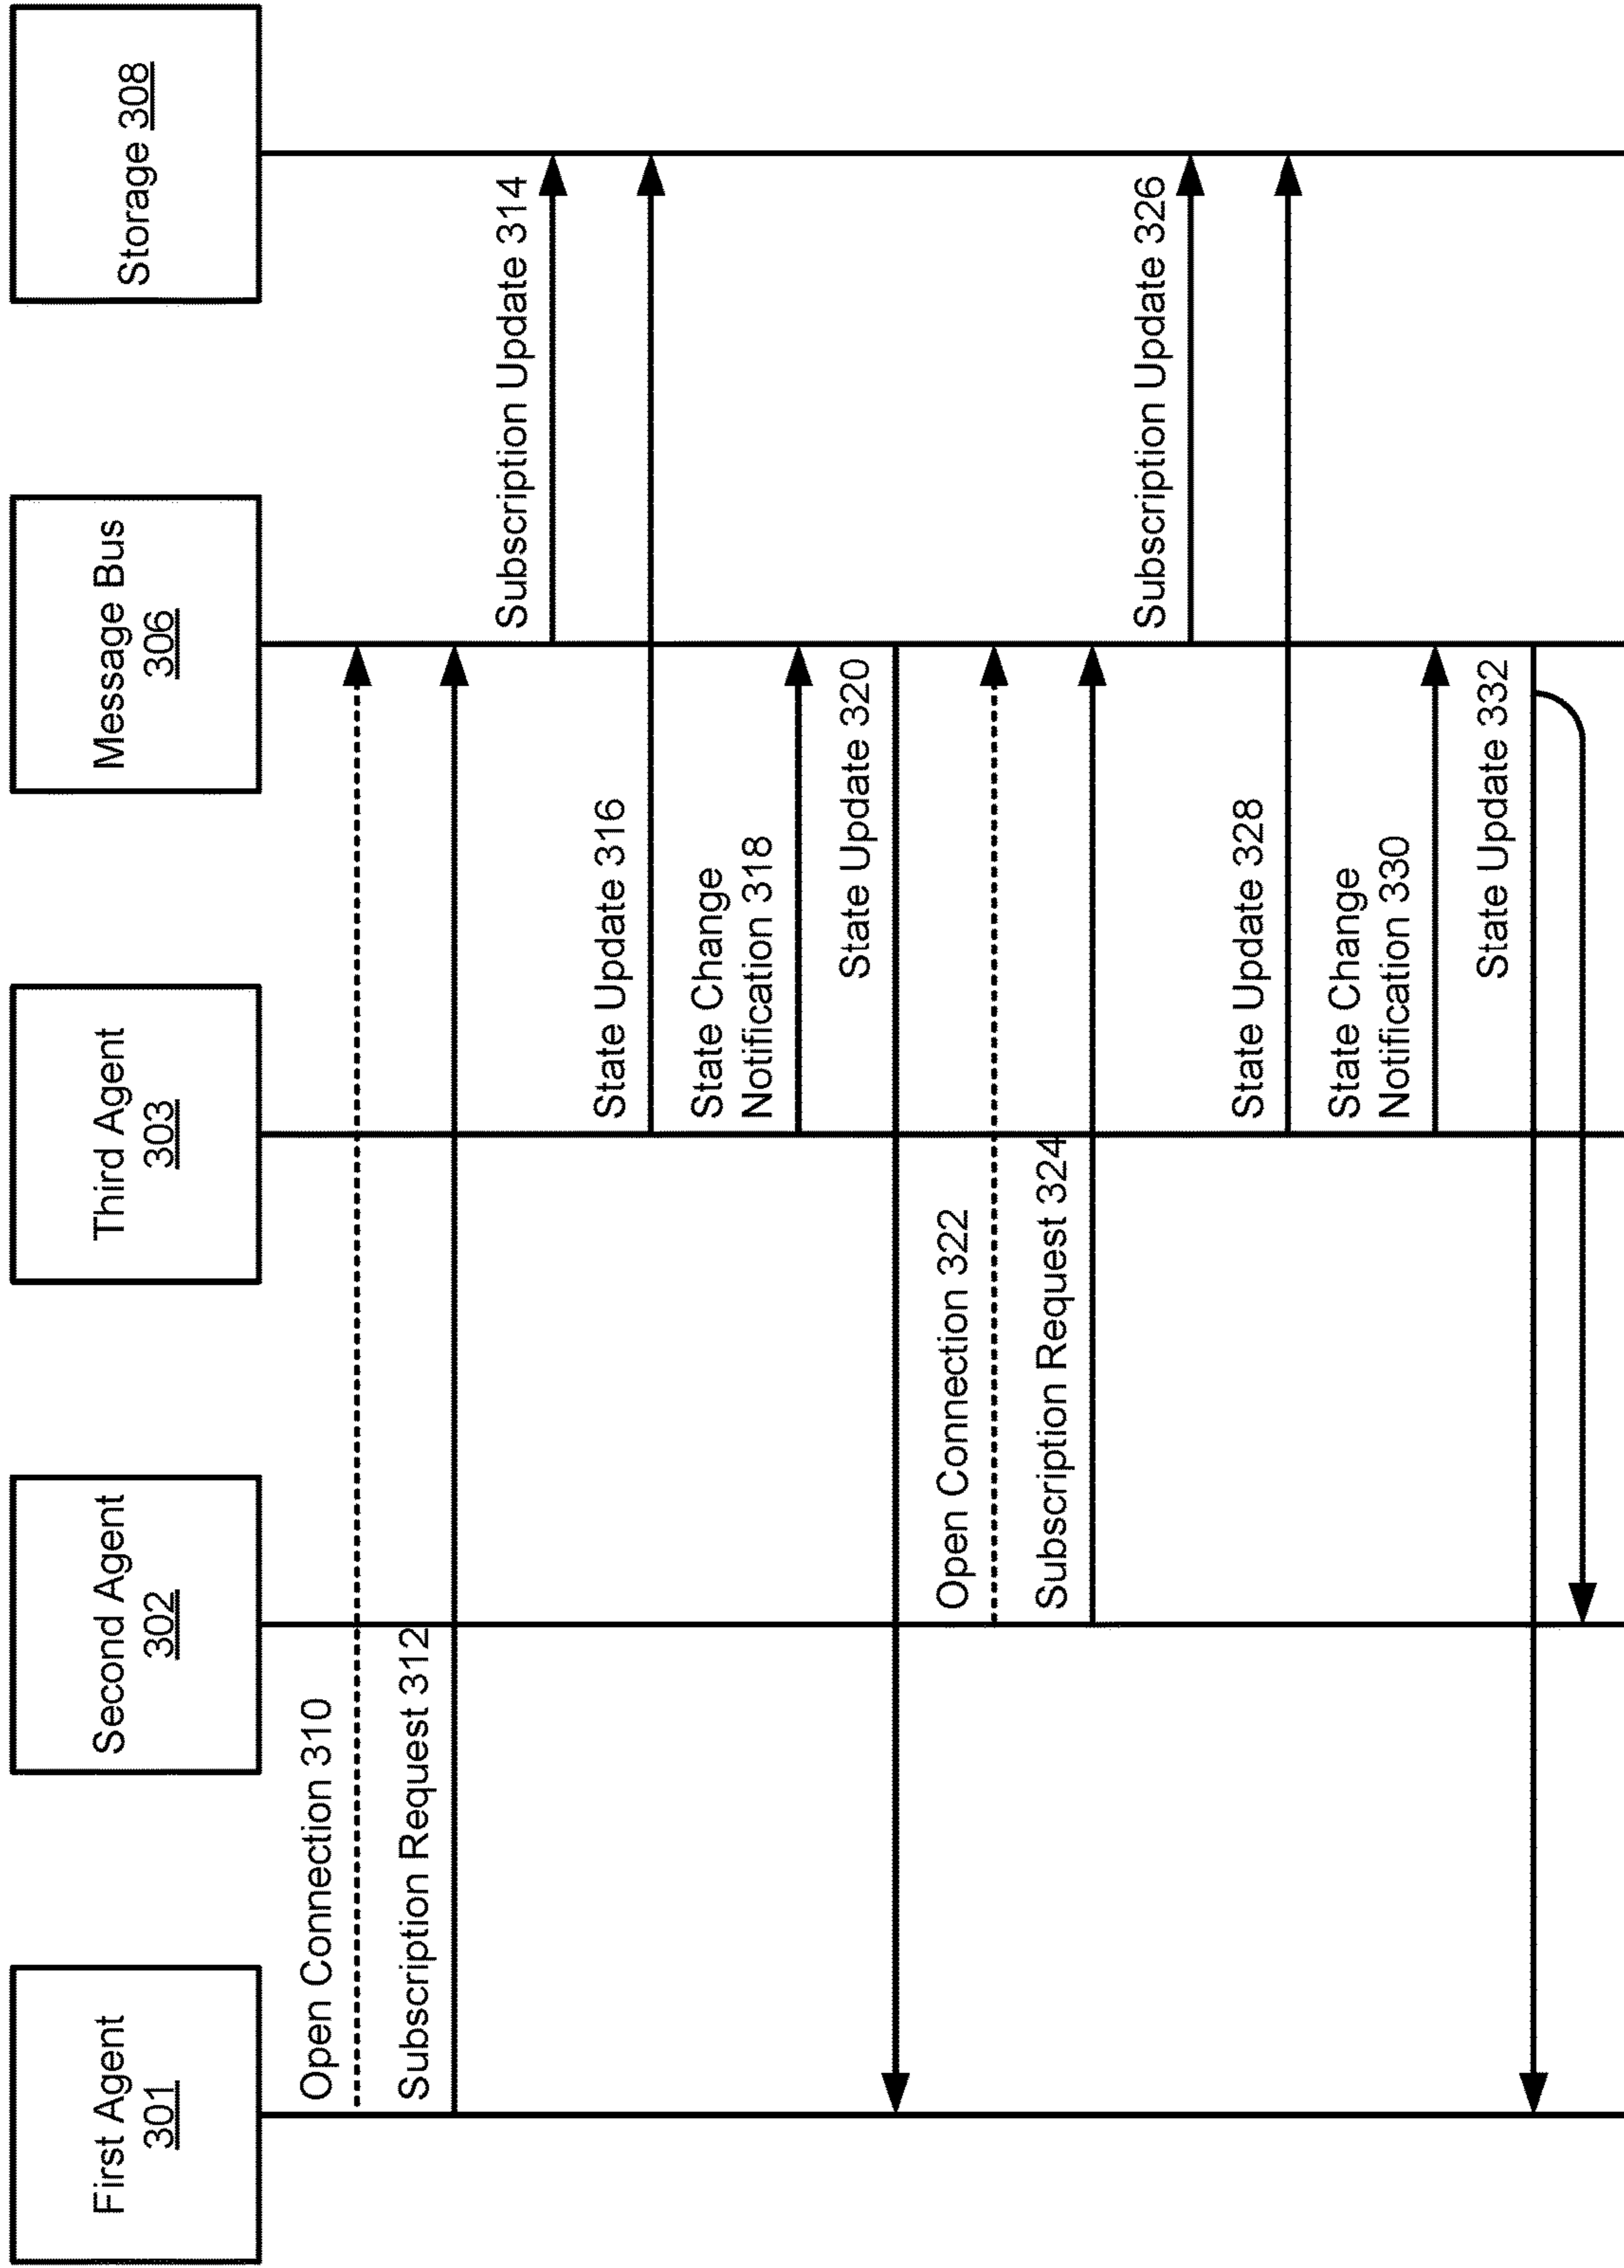 First Agent
301
Second Agent
302
Third Agent
303
Message Bus
306
Storage 308
Open Connection 310
Subscription Request 312
Subscription Update 314
State Update 316
State Change
Notification 318
State Update 320
Open Connection 322
Subscription Request 324
Subscription Update 326
State Update 328
State Change
Notification 330
State Update 332